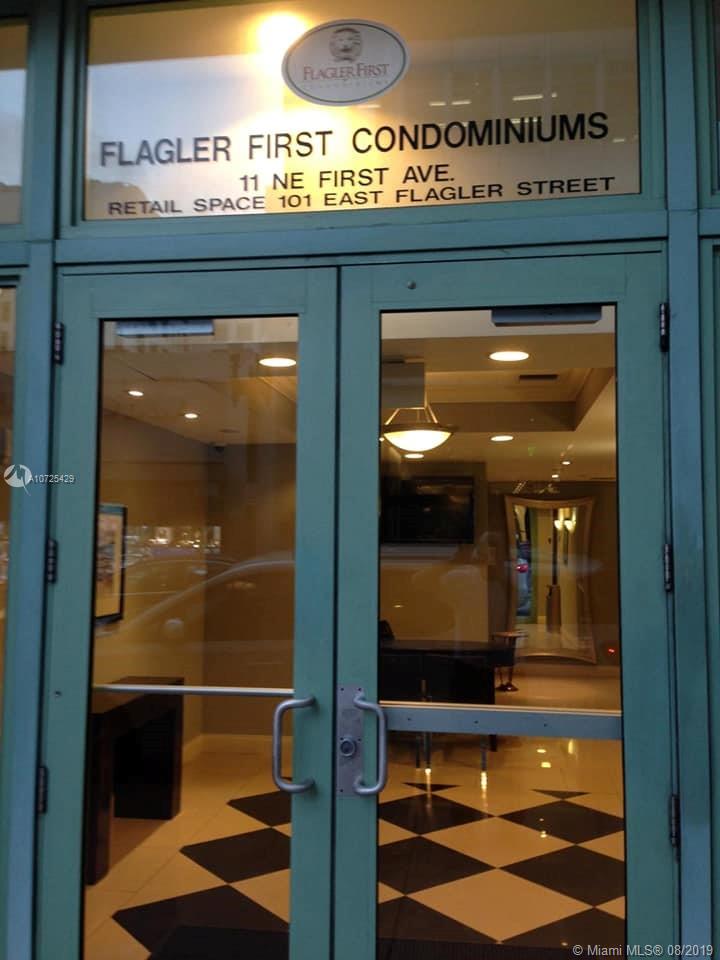 FLAGLER FIRST
CONDOMINIUMS
FLAGLER FIRST CONDOMINIUMS
11 NE FIRST AVE.
RETAIL SPACE 101 EAST FLAGLER STREET
A10725429
© Miami MLS® 08/2019